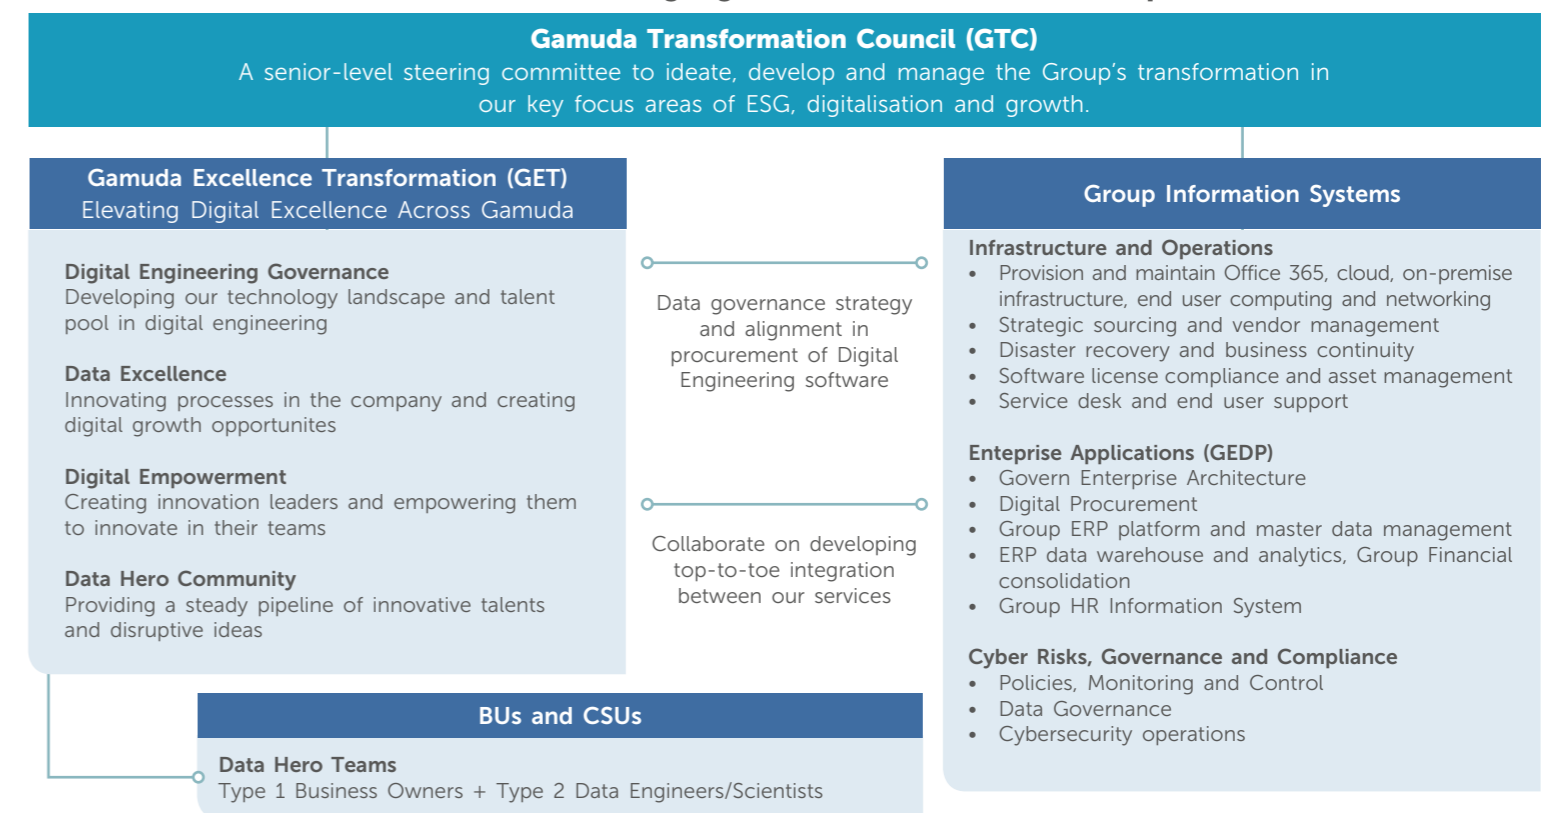 Gamuda Transformation Council (GTC)
A senior-level steering committee to ideate, develop and manage the Group's transformation in
our key focus areas of ESG, digitalisation and growth.
Gamuda Excellence Transformation (GET)
Elevating Digital Excellence Across Gamuda
Digital Engineering Governance
Developing our technology landscape and talent
pool in digital engineering
Data Excellence
Innovating processes in the company and creating
digital growth opportunites
Digital Empowerment
Creating innovation leaders and empowering them
to innovate in their teams
Data Hero Community
Providing a steady pipeline of innovative talents
and disruptive ideas
Data governance strategy
and alignment in
procurement of Digital
Engineering software
Collaborate on developing
top-to-toe integration
between our services
Group Information Systems
Infrastructure and Operations
• Provision and maintain Office 365, cloud, on-premise
infrastructure, end user computing and networking
• Strategic sourcing and vendor management
• Disaster recovery and business continuity
• Software license compliance and asset management
• Service desk and end user support
Enteprise Applications (GEDP)
• Govern Enterprise Architecture
• Digital Procurement
• Group ERP platform and master data management
• ERP data warehouse and analytics, Group Financial
consolidation
• Group HR Information System
Cyber Risks, Governance and Compliance
• Policies, Monitoring and Control
• Data Governance
• Cybersecurity operations
BUs and CSUs
Data Hero Teams
Type 1 Business Owners + Type 2 Data Engineers/Scientists